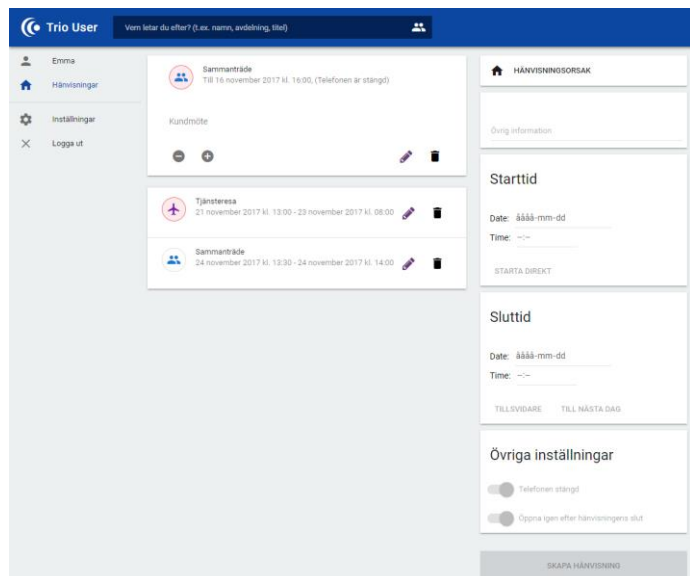 Trio User
Vem letar du efter? (t.ex. namn, avdelning, titel)
Emma
Hänvisningar
Inställningar
Logga ut
Sammanträde
Till 16 november 2017 kl. 16:00, (Telefonen är stängd)
Kundmöte
Tjänsteresa
21 november 2017 kl. 13:00 - 23 november 2017 kl. 08:00
Sammanträde
24 november 2017 kl. 13:30 - 24 november 2017 kl. 14:00
HÄNVISNINGSORSAK
Övrig information
Starttid
Date: åååå-mm-dd
Time: --:--
STARTA DIREKT
Sluttid
Date: åååå-mm-dd
Time: --:--
TILLSVIDARE TILL NÄSTA DAG
Övriga inställningar
Telefonen stängd
Öppna igen efter hänvisningens slut
SKAPA HÄNVISNING